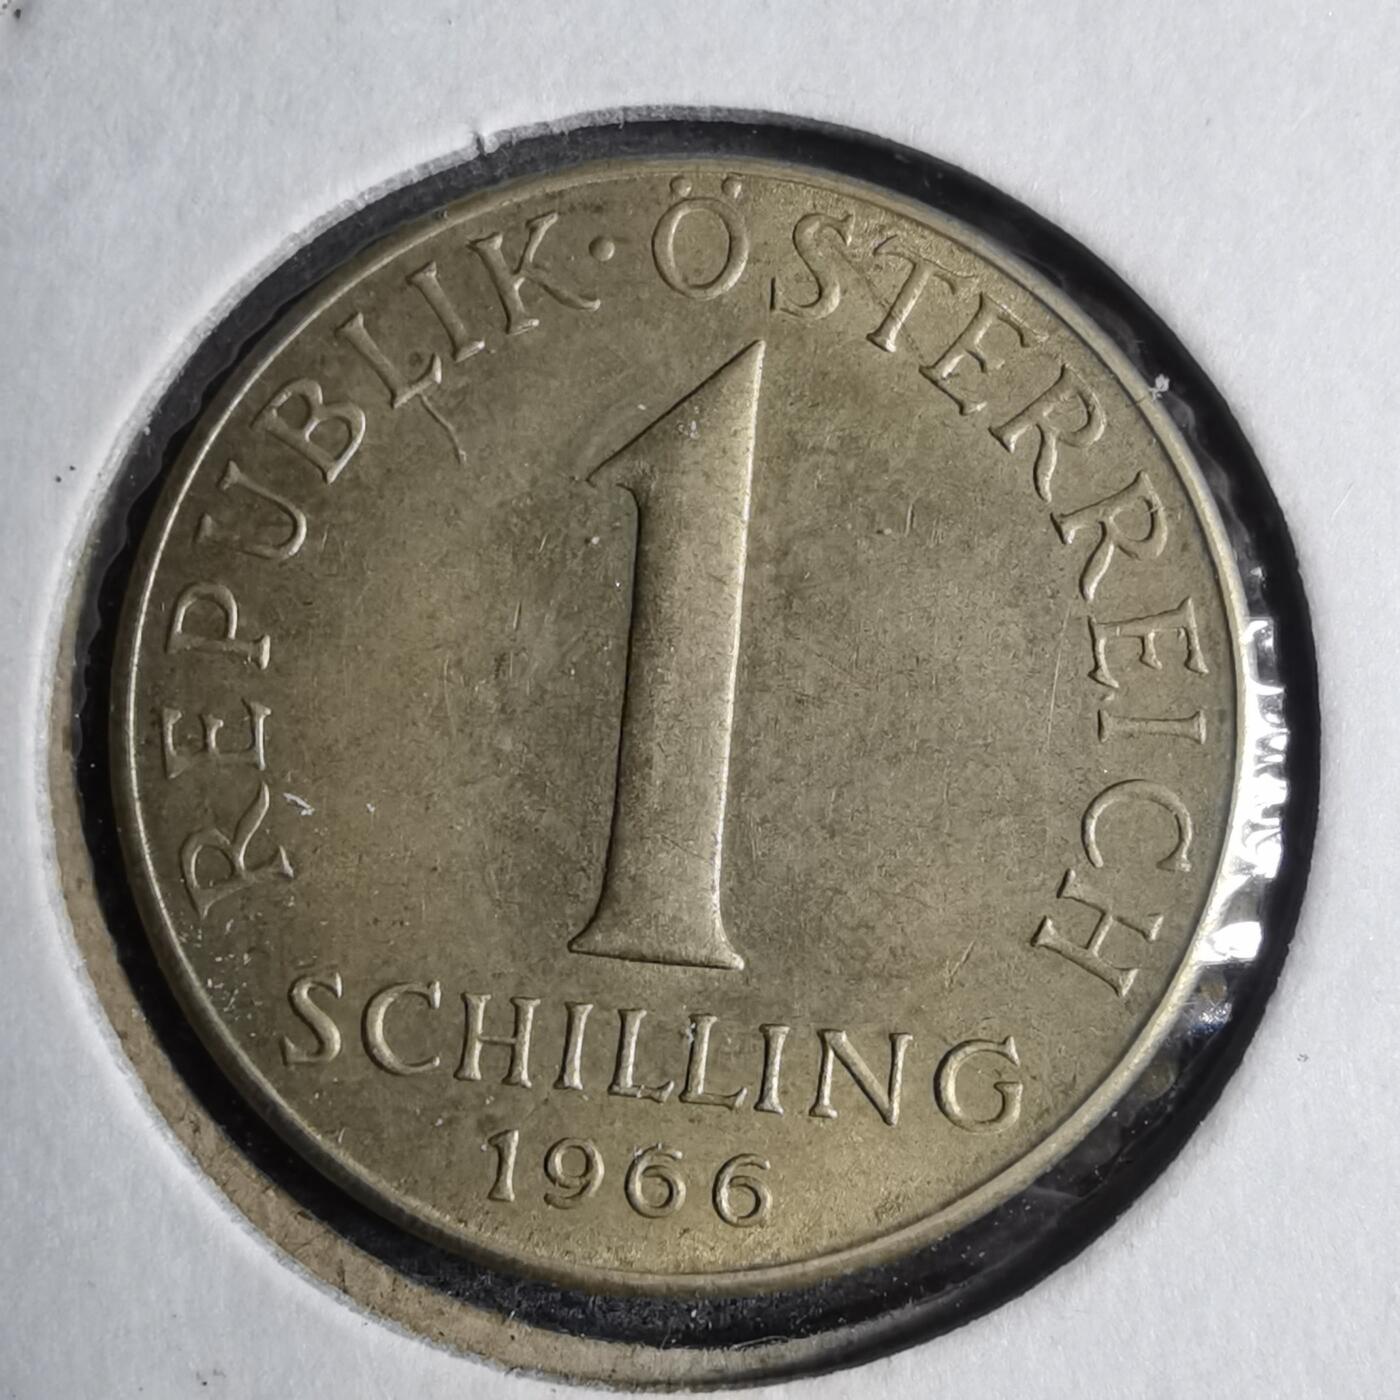 REPUBLIK · ÖSTERREICH
1
SCHILLING
1966